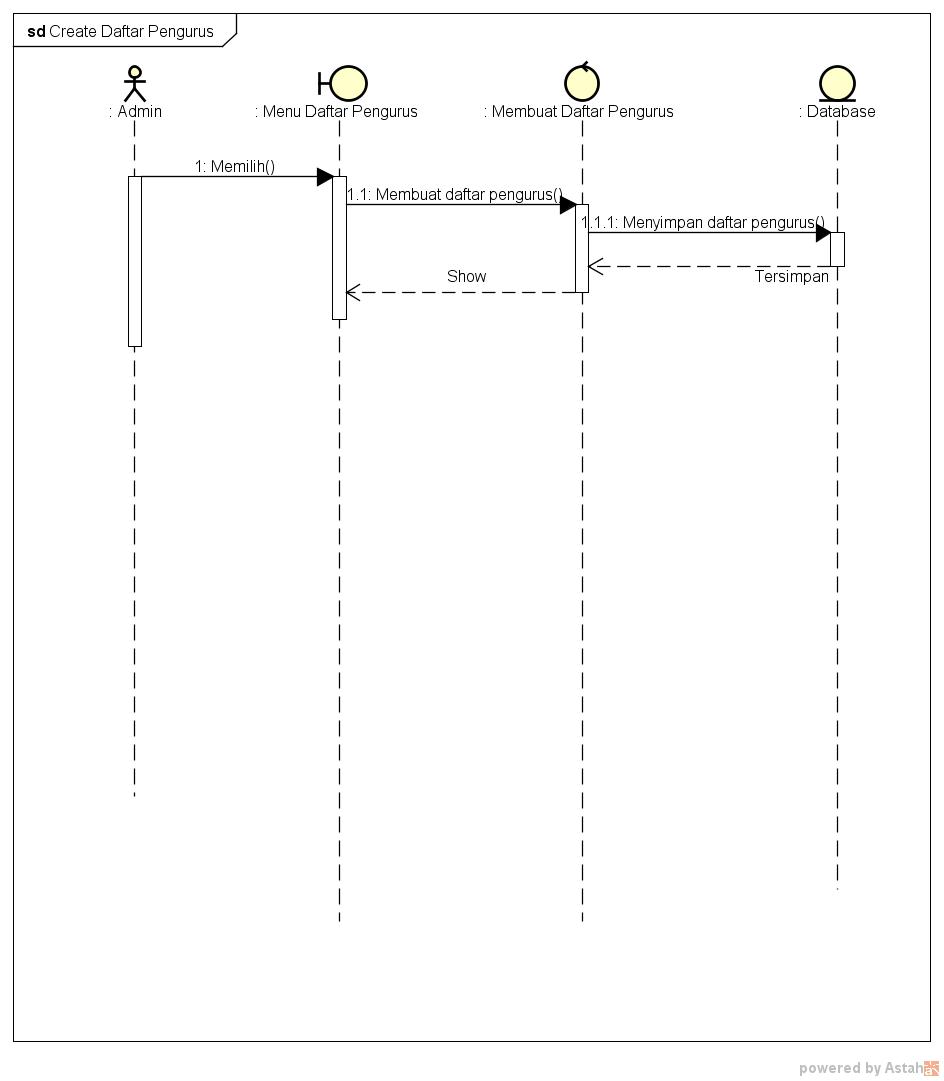 sd Create Daftar Pengurus
: Admin
: Menu Daftar Pengurus
: Membuat Daftar Pengurus
: Database
1: Memilih()
1.1: Membuat daftar pengurus()
1.1.1: Menyimpan daftar pengurus()
Tersimpan
Show
powered by Astah